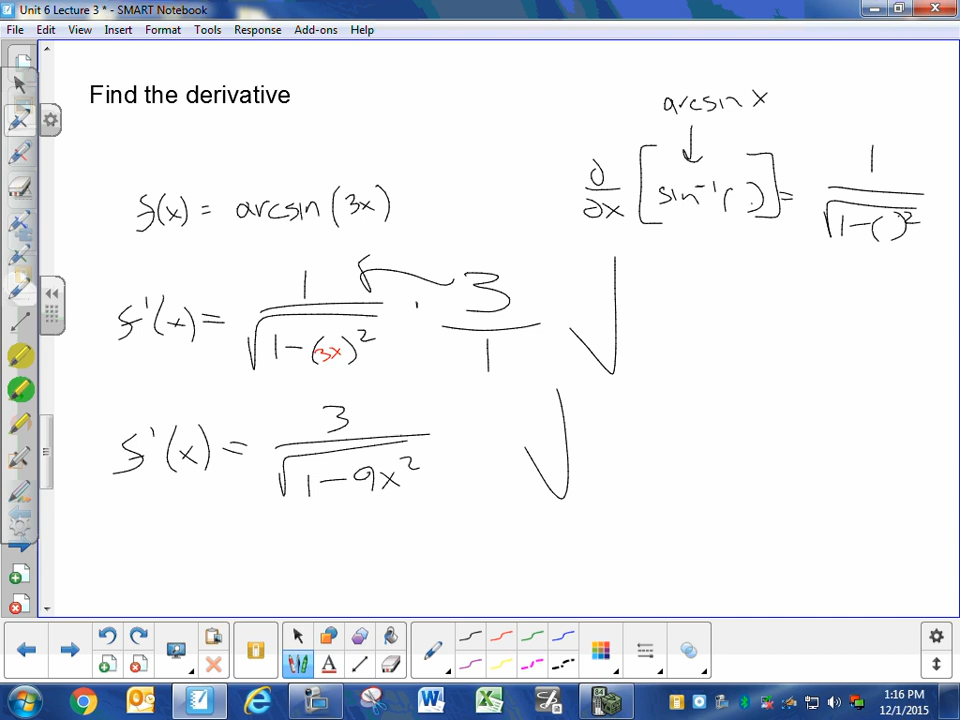 Unit 6 Lecture 3 * - SMART Notebook
File Edit View Insert Format Tools Response Add-ons Help
Find the derivative
arcsin x
f(x) = arcsin(3x)
∂/∂x [sin⁻¹( )] = 1/√(1-( )²)
f'(x) = 1/√(1-(3x)²) · 3/1
f'(x) = 3/√(1-9x²)
A
1:16 PM
12/1/2015